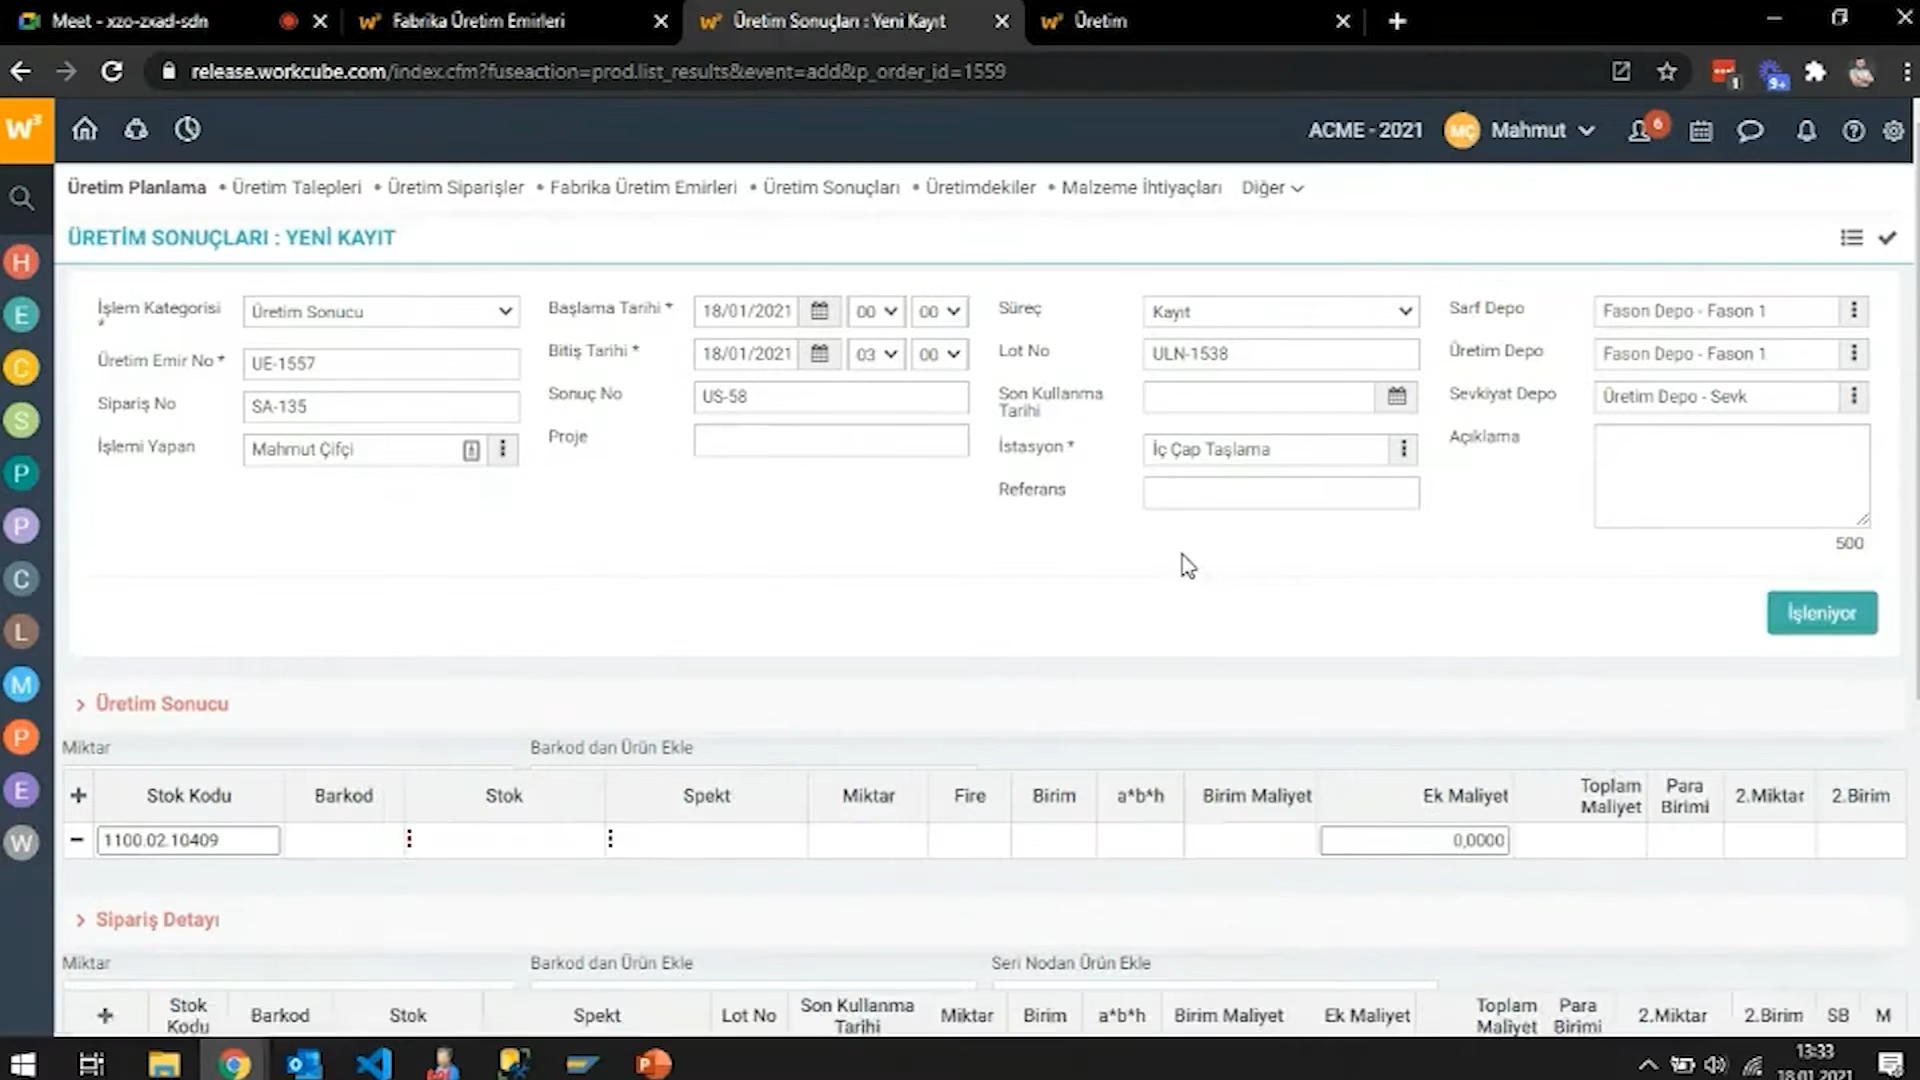 Meet - xzo-zxad-sdn
Fabrika Üretim Emirleri
Üretim Sonuçları : Yeni Kayıt
Üretim
release.workcube.com/index.cfm?fuseaction=prod.list_results&event=add&p_order_id=1559
1
9+
W³
ACME - 2021
MÇ
Mahmut
6
Üretim Planlama
• Üretim Talepleri
• Üretim Siparişler
• Fabrika Üretim Emirleri
• Üretim Sonuçları
• Üretimdekiler
• Malzeme İhtiyaçları
Diğer
ÜRETİM SONUÇLARI : YENİ KAYIT
H
E
C
S
P
P
C
L
M
P
E
W
İşlem Kategorisi *
Üretim Sonucu
Üretim Emir No *
UE-1557
Sipariş No
SA-135
İşlemi Yapan
Mahmut Çifçi
Başlama Tarihi *
18/01/2021
00
00
Bitiş Tarihi *
18/01/2021
03
00
Sonuç No
US-58
Proje
Süreç
Kayıt
Lot No
ULN-1538
Son Kullanma
Tarihi
İstasyon *
İç Çap Taşlama
Referans
Sarf Depo
Fason Depo - Fason 1
Üretim Depo
Fason Depo - Fason 1
Sevkiyat Depo
Üretim Depo - Sevk
Açıklama
500
İşleniyor
Üretim Sonucu
Miktar
Barkod dan Ürün Ekle
Stok Kodu
Barkod
Stok
Spekt
Miktar
Fire
Birim
a*b*h
Birim Maliyet
Ek Maliyet
Toplam
Maliyet
Para
Birimi
2.Miktar
2.Birim
1100.02.10409
0,0000
Sipariş Detayı
Miktar
Barkod dan Ürün Ekle
Seri Nodan Ürün Ekle
Stok
Kodu
Barkod
Stok
Spekt
Lot No
Son Kullanma
Tarihi
Miktar
Birim
a*b*h
Birim Maliyet
Ek Maliyet
Toplam
Maliyet
Para
Birimi
2.Miktar
2.Birim
SB
M
13:33
18.01.2021